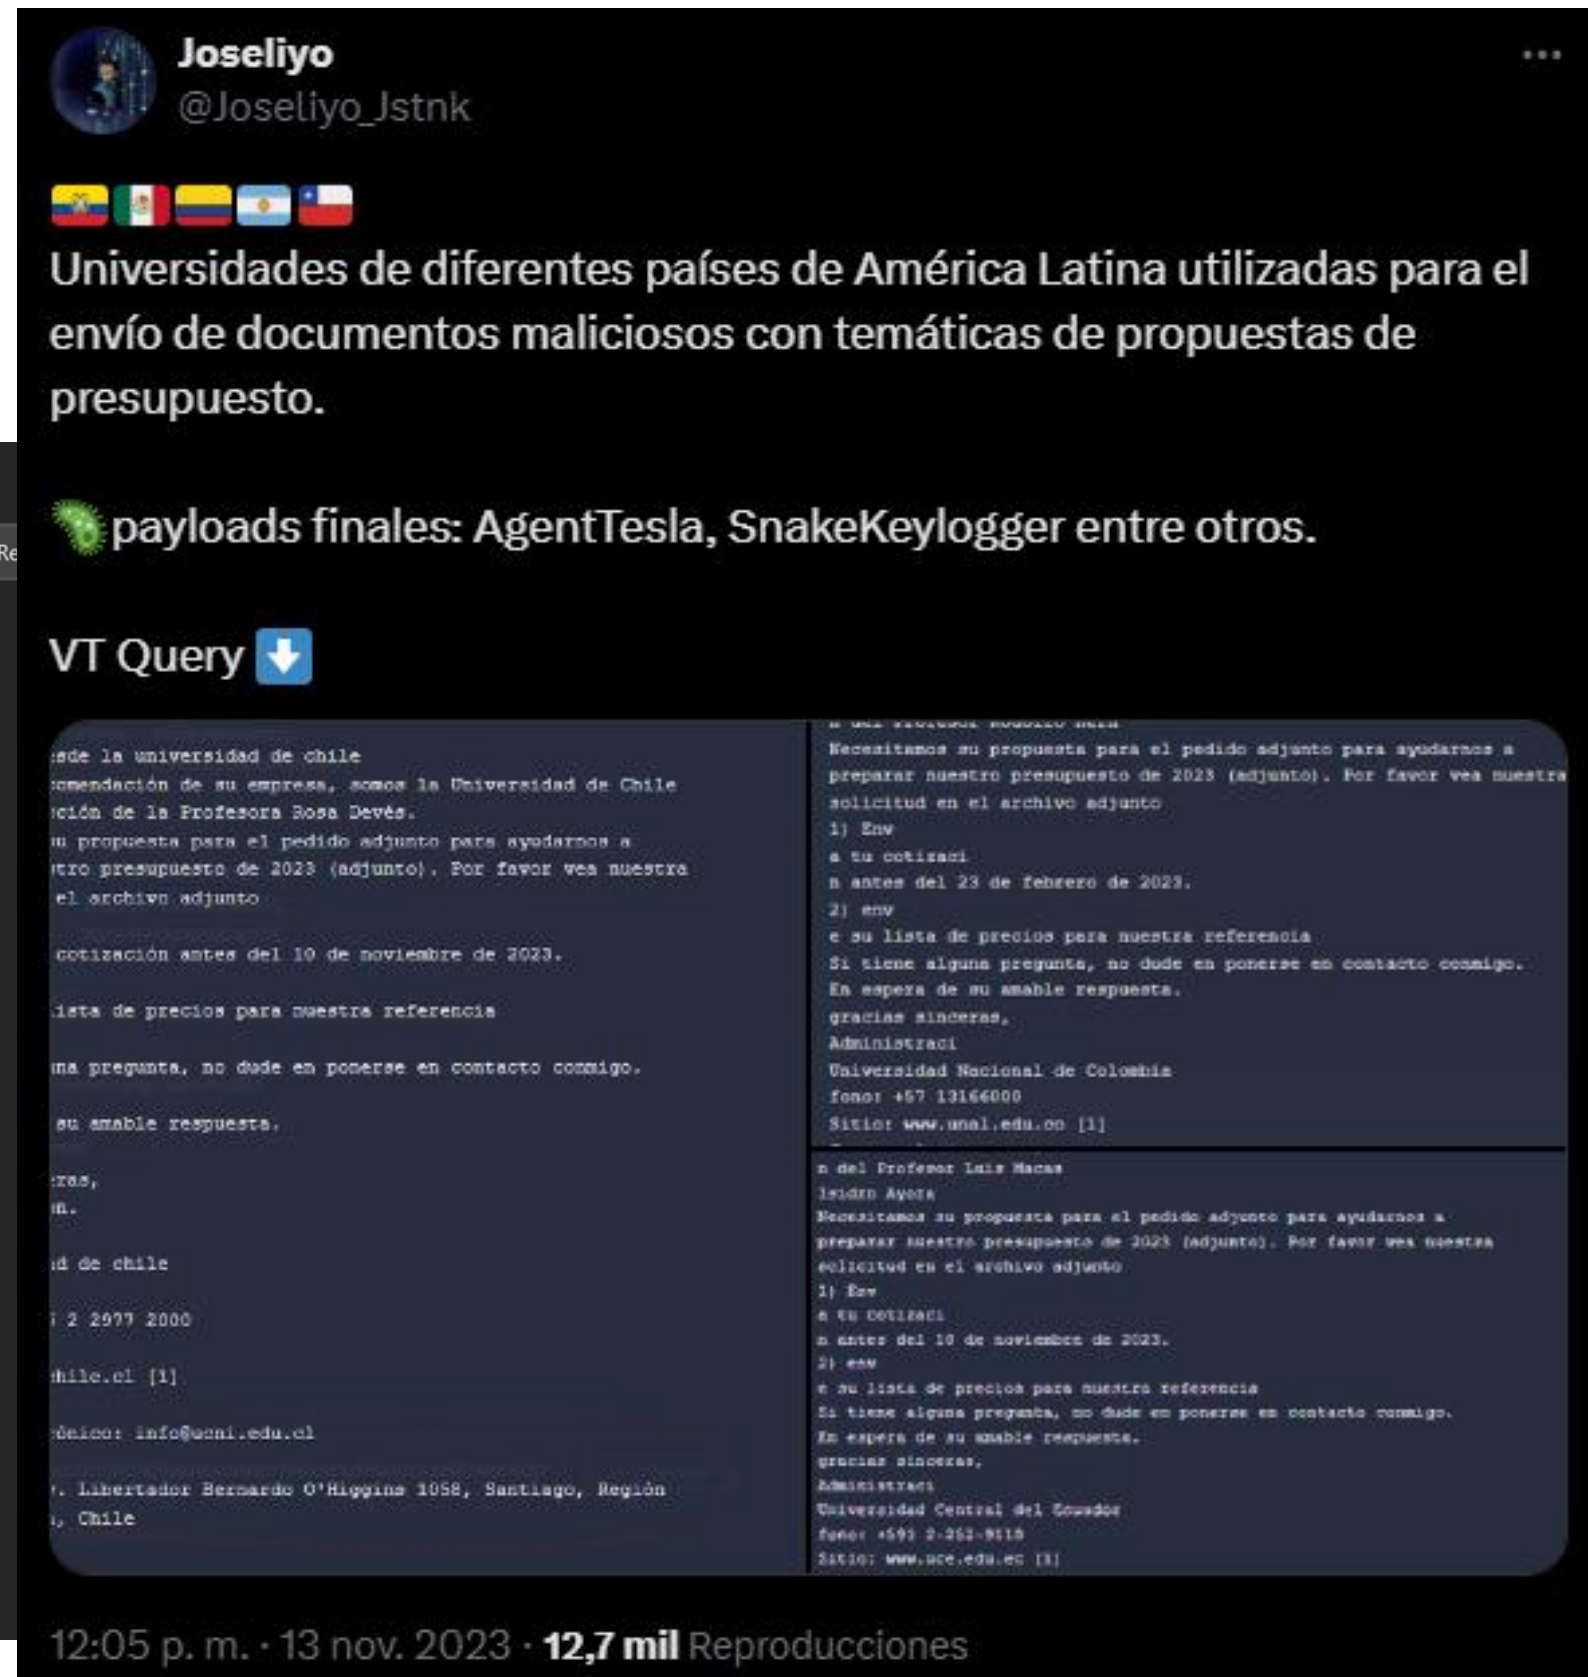 Joseliyo
@Joseliyo_Jstnk
Universidades de diferentes países de América Latina utilizadas para el
envío de documentos maliciosos con temáticas de propuestas de
presupuesto.
payloads finales: AgentTesla, SnakeKeylogger entre otros.
VT Query
sde la universidad de chile
omendación de su empresa, somos la Universidad de Chile
ción de la Profesora Rosa Devés.
u propuesta para el pedido adjunto para ayudarnos a
tro presupuesto de 2023 (adjunto). Por favor vea nuestra
el archivo adjunto
cotización antes del 10 de noviembre de 2023.
ista de precios para nuestra referencia
na pregunta, no dude en ponerse en contacto conmigo.
su amable respuesta.
ras,
n.
d de chile
2 2977 2000
hile.cl [1]
ónico: info@ucni.edu.cl
. Libertador Bernardo O'Higgins 1058, Santiago, Región
, Chile
Necesitamos su propuesta para el pedido adjunto para ayudarnos a
preparar nuestro presupuesto de 2023 (adjunto). Por favor vea nuestra
solicitud en el archivo adjunto
1) Env
a tu cotizaci
n antes del 23 de febrero de 2023.
2) env
e su lista de precios para nuestra referencia
Si tiene alguna pregunta, no dude en ponerse en contacto conmigo.
En espera de su amable respuesta.
gracias sinceras,
Administraci
Universidad Nacional de Colombia
fono: +57 13166000
Sitio: www.unal.edu.co [1]
n del Profesor Luis Macas
Isidro Ayora
Necesitamos su propuesta para el pedido adjunto para ayudarnos a
preparar nuestro presupuesto de 2023 (adjunto). Por favor vea nuestra
solicitud en el archivo adjunto
1) Env
a tu cotizaci
n antes del 10 de noviembre de 2023.
2) env
e su lista de precios para nuestra referencia
Si tiene alguna pregunta, no dude en ponerse en contacto conmigo.
En espera de su amable respuesta.
gracias sinceras,
Administraci
Universidad Central del Ecuador
fono: +593 2-252-9110
Sitio: www.uce.edu.ec [1]
12:05 p. m. · 13 nov. 2023 · 12,7 mil Reproducciones
Re